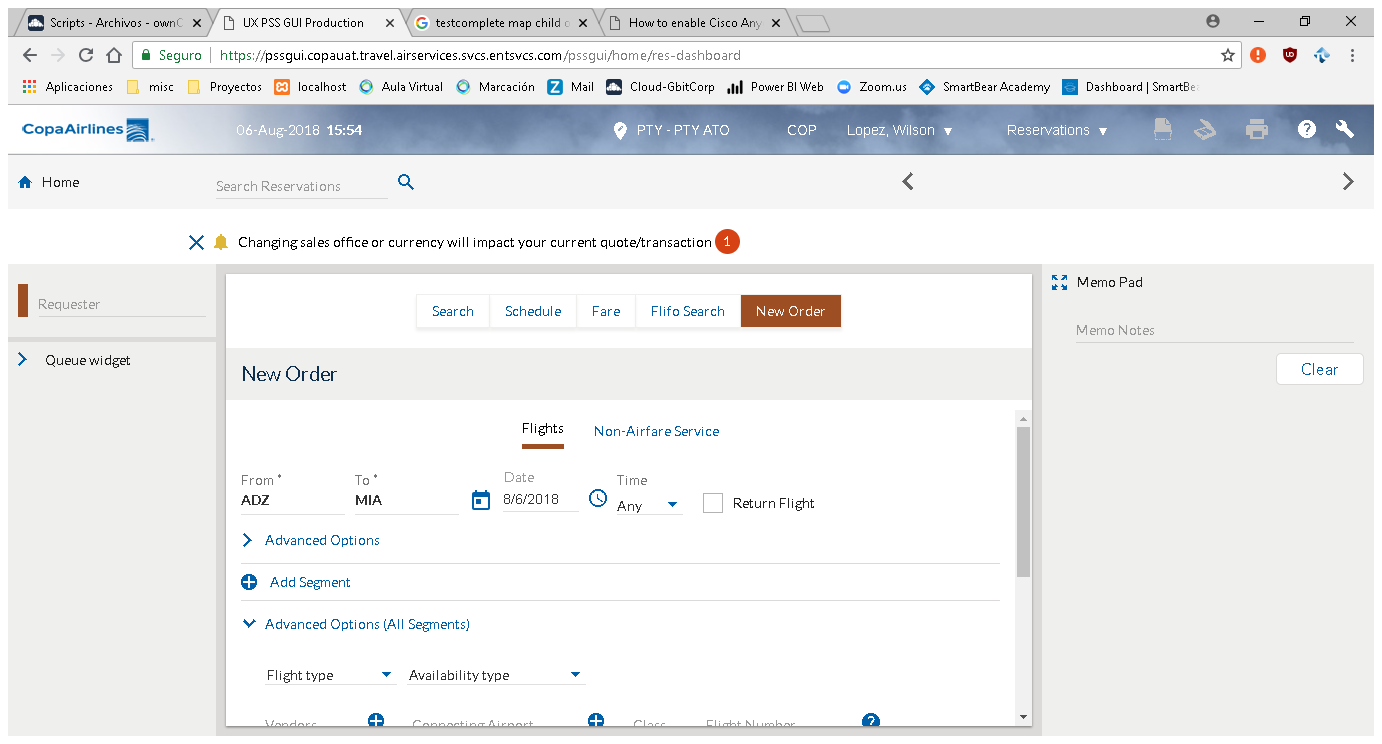 Scripts - Archivos - ownC
UX PSS GUI Production
testcomplete map child o
How to enable Cisco Any
Seguro
https://pssgui.copauat.travel.airservices.svcs.entsvcs.com/pssgui/home/res-dashboard
Aplicaciones misc Proyectos localhost Aula Virtual Marcación Mail Cloud-GbitCorp Power BI Web Zoom.us SmartBear Academy Dashboard | SmartBe
CopaAirlines
06-Aug-2018 15:54
PTY - PTY ATO
COP
Lopez, Wilson
Reservations
Home
Search Reservations
Changing sales office or currency will impact your current quote/transaction 1
Requester
Queue widget
Search Schedule Fare Flifo Search New Order
New Order
Flights Non-Airfare Service
From * To * Date Time
ADZ MIA 8/6/2018 Any Return Flight
Advanced Options
Add Segment
Advanced Options (All Segments)
Flight type Availability type
Vendors Connecting Airport Class Flight Number
Memo Pad
Memo Notes
Clear